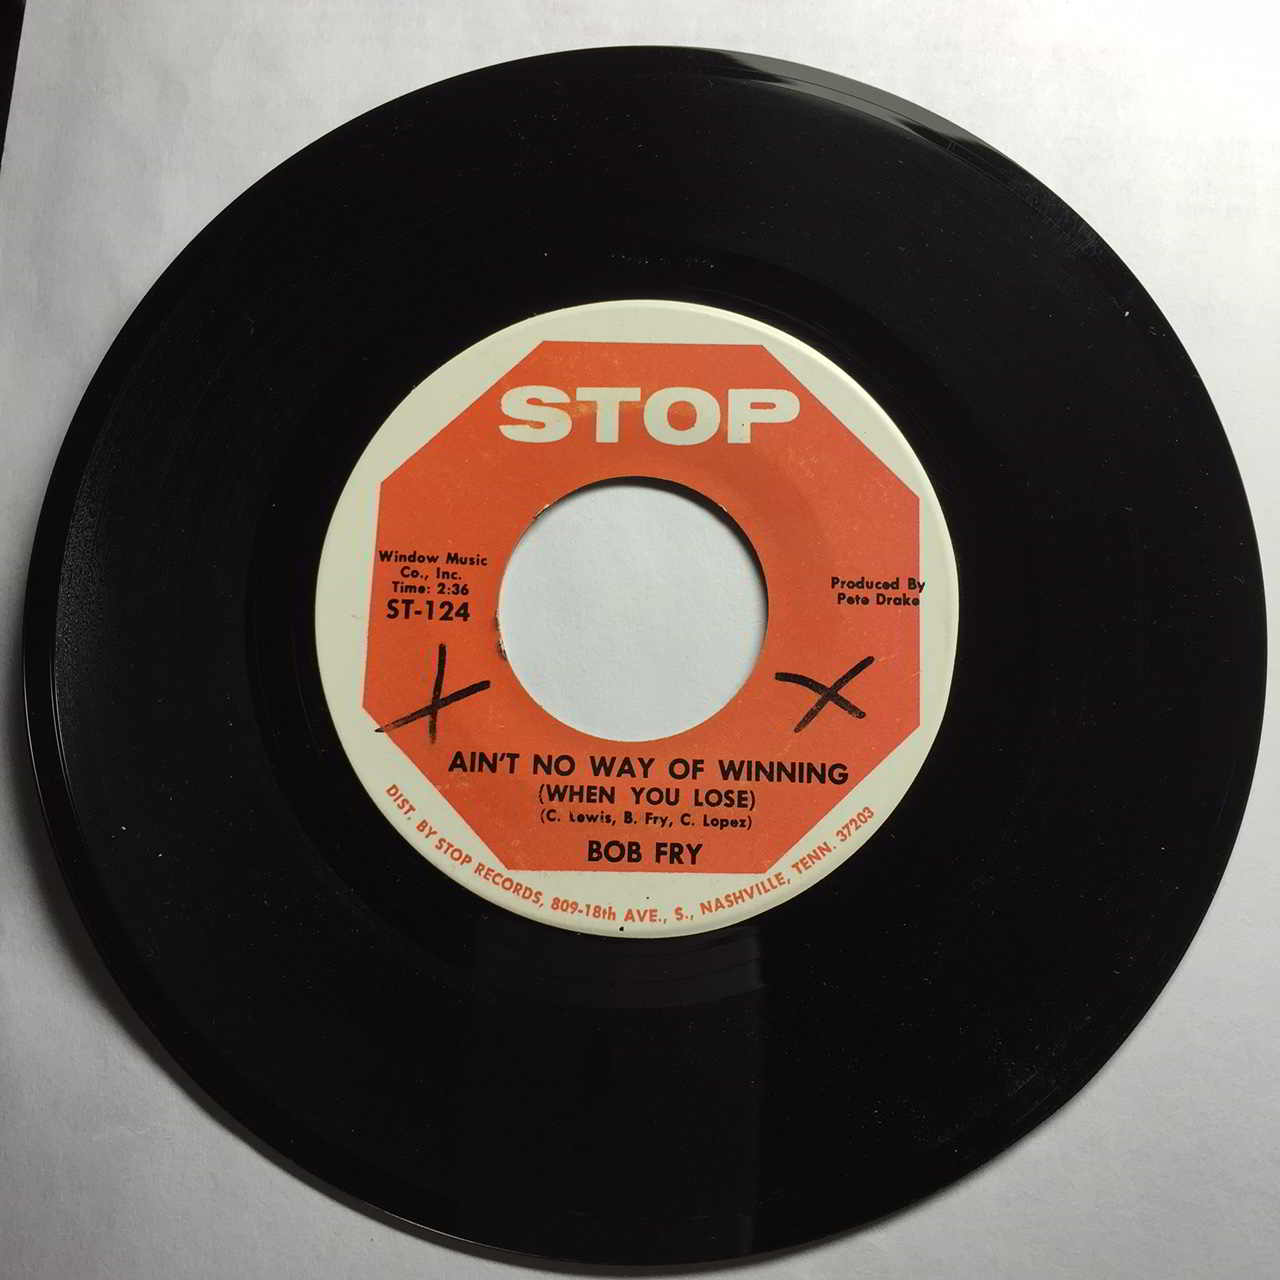 STOP
Window Music
Co., Inc.
Time: 2:36
ST-124
Produced By
Pete Drake
AIN'T NO WAY OF WINNING
(WHEN YOU LOSE)
(C. Lewis, B. Fry, C. Lopez)
BOB FRY
DIST. BY STOP RECORDS, 809-18th AVE., S., NASHVILLE, TENN. 37203